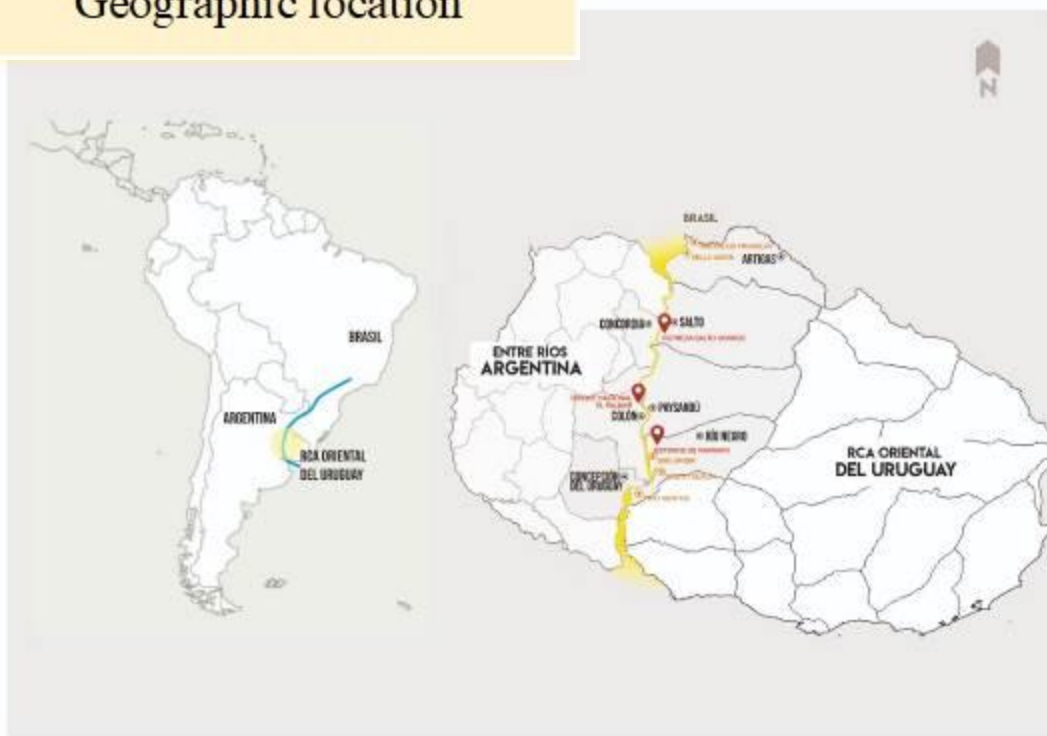 Geographic location
N
BRASIL
ARGENTINA
RCA ORIENTAL
DEL URUGUAY
BRASIL
ARTIGAS
CONCORDIA
SALTO
ENTRE RÍOS
ARGENTINA
COLÓN
PAYSANDÚ
RÍO NEGRO
CONCEPCIÓN
DEL URUGUAY
RCA ORIENTAL
DEL URUGUAY